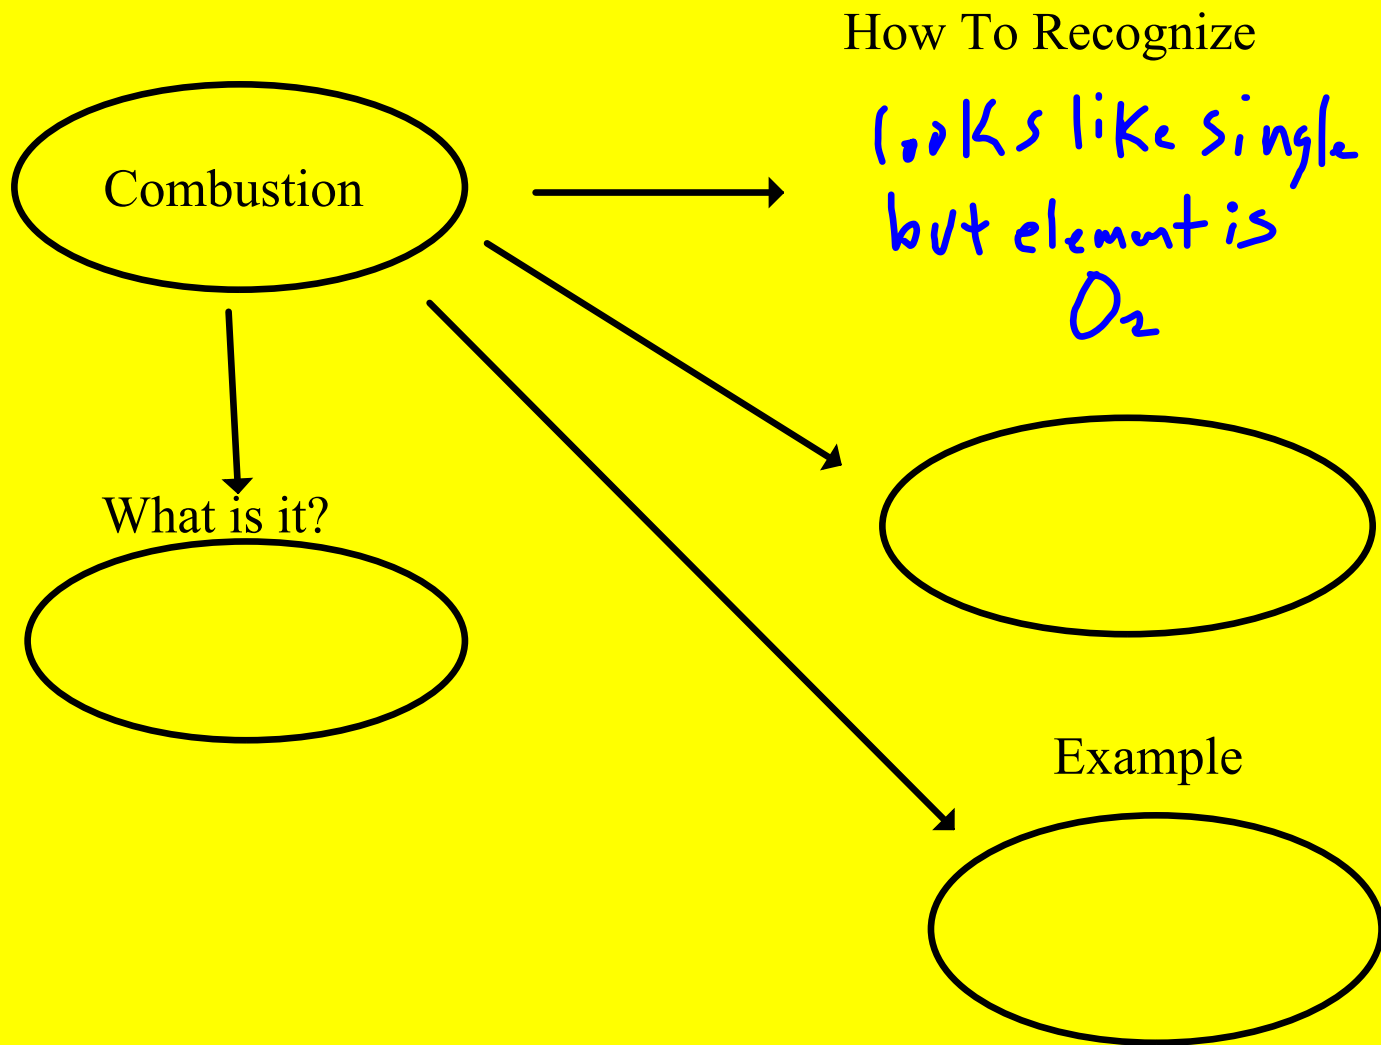 How To Recognize
looks like single
but element is
O₂
Combustion
What is it?
Example